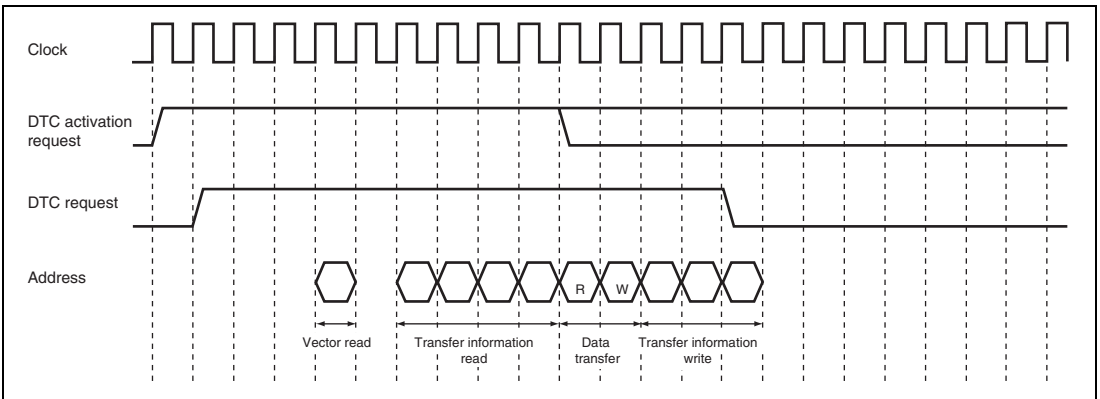 Clock
DTC activation
request
DTC request
Address
R
W
Vector read
Transfer information
read
Data
transfer
Transfer information
write